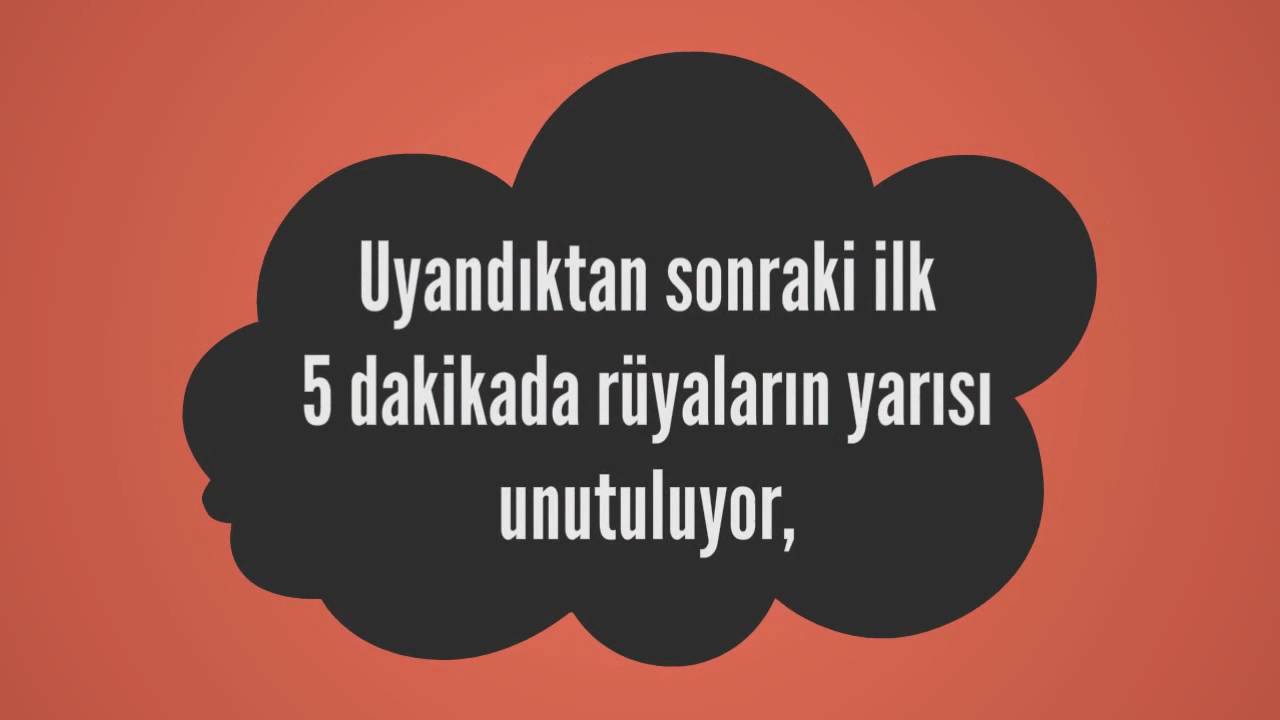 Uyandıktan sonraki ilk
5 dakikada rüyaların yarısı
unutuluyor,